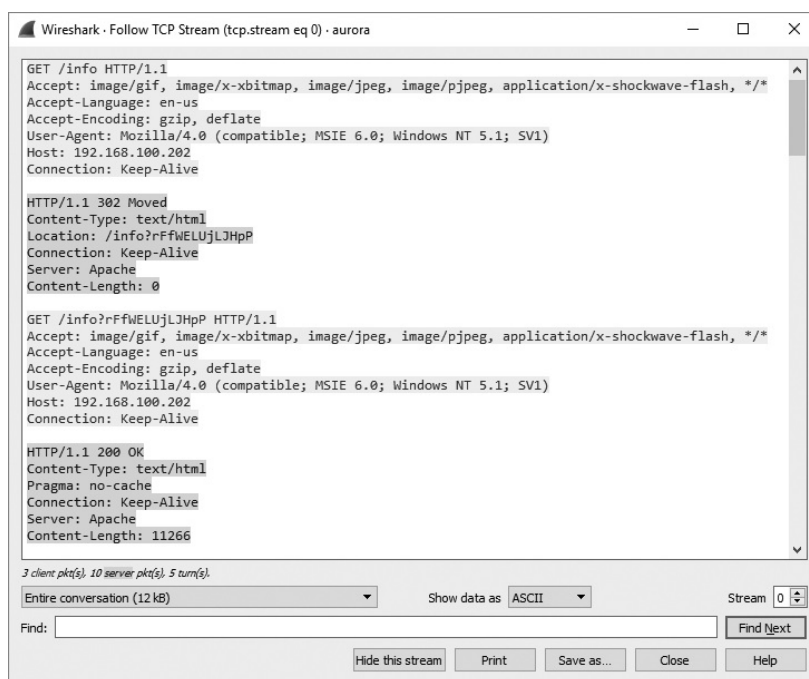 Wireshark · Follow TCP Stream (tcp.stream eq 0) · aurora
GET /info HTTP/1.1
Accept: image/gif, image/x-xbitmap, image/jpeg, image/pjpeg, application/x-shockwave-flash, */*
Accept-Language: en-us
Accept-Encoding: gzip, deflate
User-Agent: Mozilla/4.0 (compatible; MSIE 6.0; Windows NT 5.1; SV1)
Host: 192.168.100.202
Connection: Keep-Alive
HTTP/1.1 302 Moved
Content-Type: text/html
Location: /info?rFfWELUjLJHpP
Connection: Keep-Alive
Server: Apache
Content-Length: 0
GET /info?rFfWELUjLJHpP HTTP/1.1
Accept: image/gif, image/x-xbitmap, image/jpeg, image/pjpeg, application/x-shockwave-flash, */*
Accept-Language: en-us
Accept-Encoding: gzip, deflate
User-Agent: Mozilla/4.0 (compatible; MSIE 6.0; Windows NT 5.1; SV1)
Host: 192.168.100.202
Connection: Keep-Alive
HTTP/1.1 200 OK
Content-Type: text/html
Pragma: no-cache
Connection: Keep-Alive
Server: Apache
Content-Length: 11266
3 client pkt(s), 10 server pkt(s), 5 turn(s).
Entire conversation (12 kB) Show data as ASCII Stream 0
Find: Find Next
Hide this stream Print Save as... Close Help